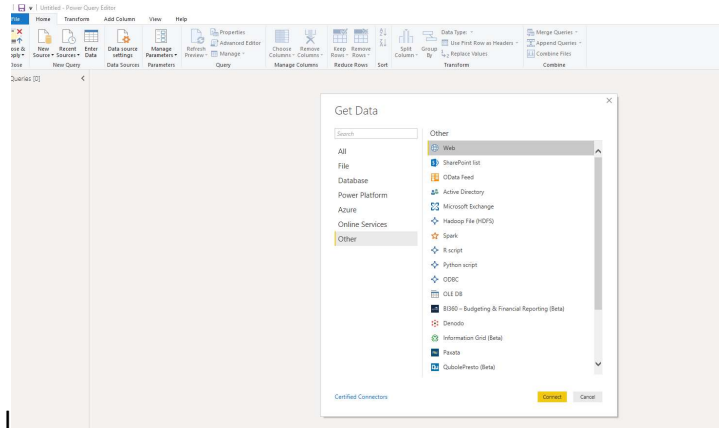 Untitled - Power Query Editor
File Home Transform Add Column View Help
Close & Apply
New Source
Recent Sources
Enter Data
Data source settings
Manage Parameters
Refresh Preview
Properties
Advanced Editor
Manage
Choose Columns
Remove Columns
Keep Rows
Remove Rows
Split Column
Group By
Data Type
Use First Row as Headers
Replace Values
Merge Queries
Append Queries
Combine Files
Close New Query Data Sources Parameters Query Manage Columns Reduce Rows Sort Transform Combine
Queries [0]
Get Data
Search
All
File
Database
Power Platform
Azure
Online Services
Other
Other
Web
SharePoint list
OData Feed
Active Directory
Microsoft Exchange
Hadoop File (HDFS)
Spark
R script
Python script
ODBC
OLE DB
BI360 – Budgeting & Financial Reporting (Beta)
Denodo
Information Grid (Beta)
Paxata
QubolePresto (Beta)
Certified Connectors
Connect Cancel